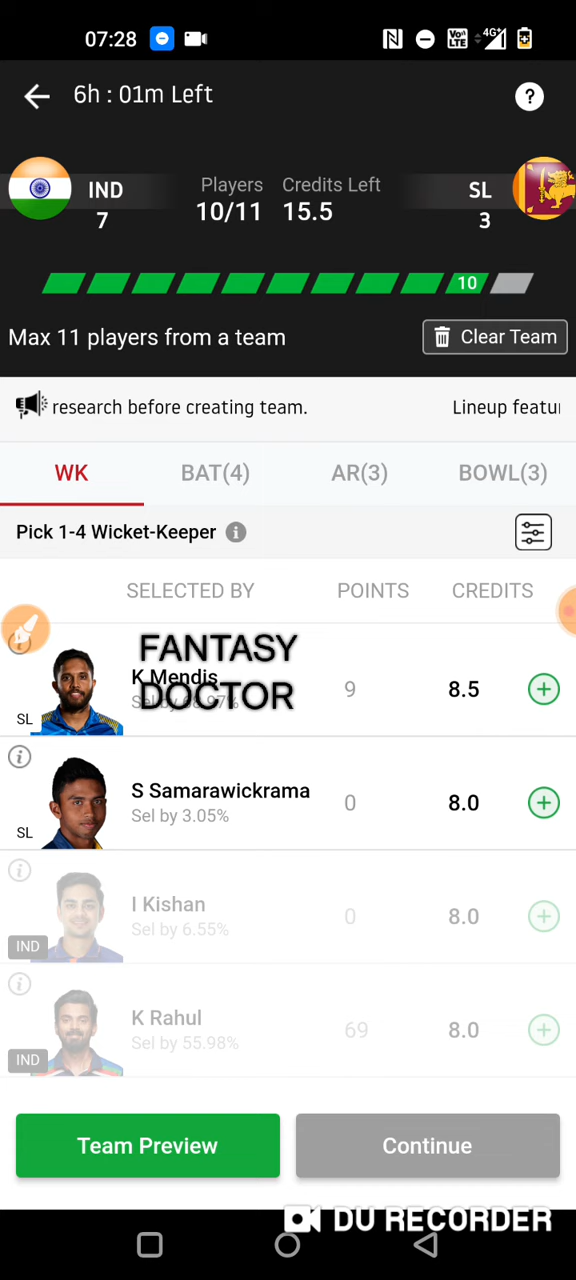 07:28
VoLTE 4G+
6h : 01m Left
?
IND
7
Players
10/11
Credits Left
15.5
SL
3
10
Max 11 players from a team
Clear Team
research before creating team.
Lineup featu
WK
BAT(4)
AR(3)
BOWL(3)
Pick 1-4 Wicket-Keeper
SELECTED BY
POINTS
CREDITS
FANTASY
DOCTOR
K Mendis
SL
9
8.5
S Samarawickrama
Sel by 3.05%
SL
0
8.0
I Kishan
Sel by 6.55%
IND
0
8.0
K Rahul
Sel by 55.98%
IND
69
8.0
Team Preview
Continue
DU RECORDER